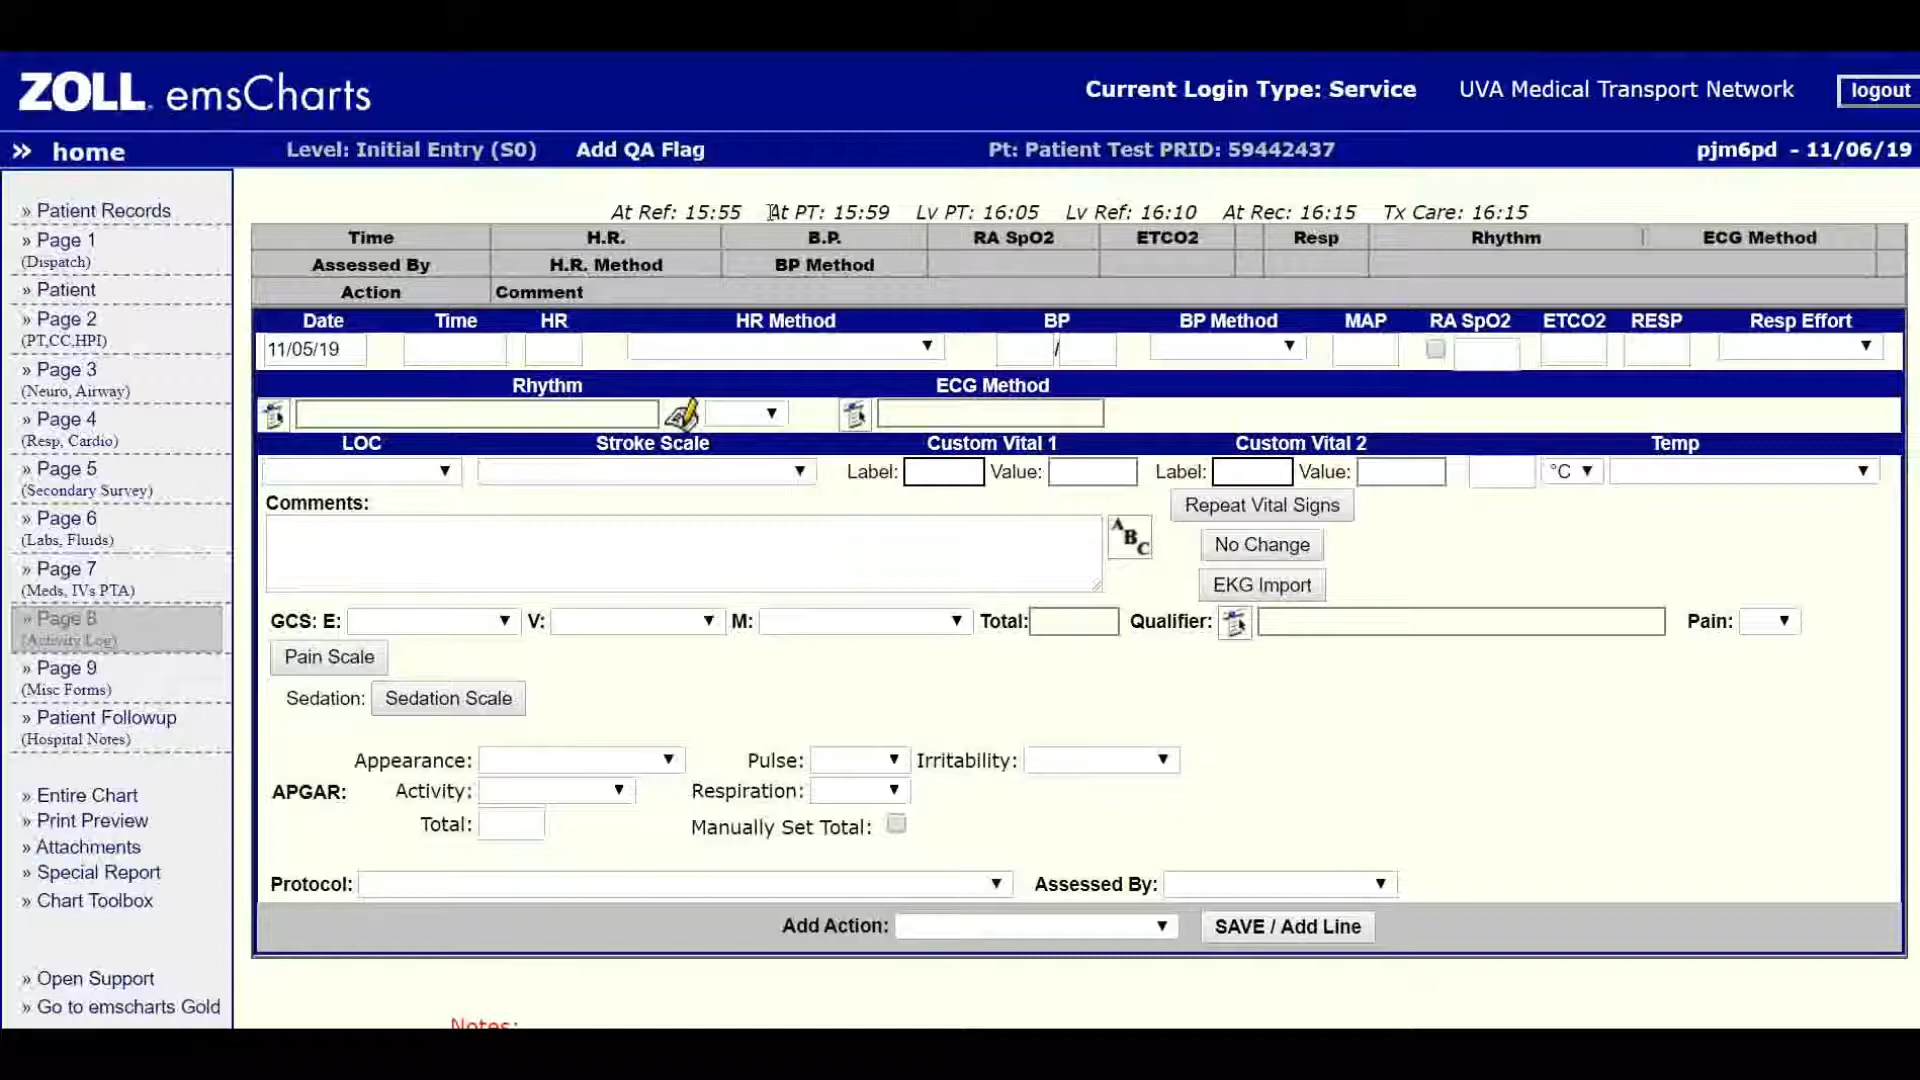 ZOLL emsCharts
Current Login Type: Service UVA Medical Transport Network logout
» home Level: Initial Entry (S0) Add QA Flag Pt: Patient Test PRID: 59442437 pjm6pd - 11/06/19
» Patient Records
» Page 1
(Dispatch)
» Patient
» Page 2
(PT,CC,HPI)
» Page 3
(Neuro, Airway)
» Page 4
(Resp, Cardio)
» Page 5
(Secondary Survey)
» Page 6
(Labs, Fluids)
» Page 7
(Meds, IVs PTA)
» Page 8
(Activity Log)
» Page 9
(Misc Forms)
» Patient Followup
(Hospital Notes)
» Entire Chart
» Print Preview
» Attachments
» Special Report
» Chart Toolbox
» Open Support
» Go to emscharts Gold
At Ref: 15:55 At PT: 15:59 Lv PT: 16:05 Lv Ref: 16:10 At Rec: 16:15 Tx Care: 16:15
Time H.R. B.P. RA SpO2 ETCO2 Resp Rhythm ECG Method
Assessed By H.R. Method BP Method
Action Comment
Date Time HR HR Method BP BP Method MAP RA SpO2 ETCO2 RESP Resp Effort
11/05/19 /
Rhythm ECG Method
LOC Stroke Scale Custom Vital 1 Custom Vital 2 Temp
Label: Value: Label: Value: °C
Comments:
ABC
Repeat Vital Signs
No Change
EKG Import
GCS: E: V: M: Total: Qualifier: Pain:
Pain Scale
Sedation: Sedation Scale
Appearance: Pulse: Irritability:
APGAR: Activity: Respiration:
Total: Manually Set Total:
Protocol: Assessed By:
Add Action: SAVE / Add Line
Notes: